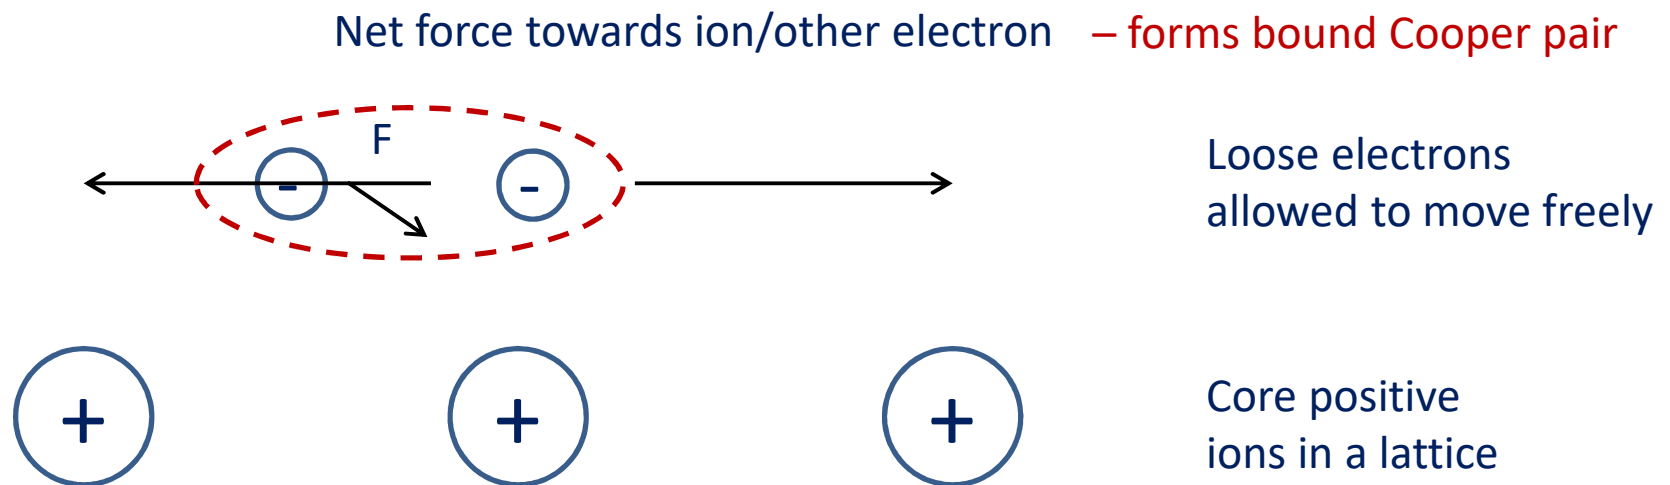 Net force towards ion/other electron – forms bound Cooper pair
F
- -
Loose electrons
allowed to move freely
+ + +
Core positive
ions in a lattice